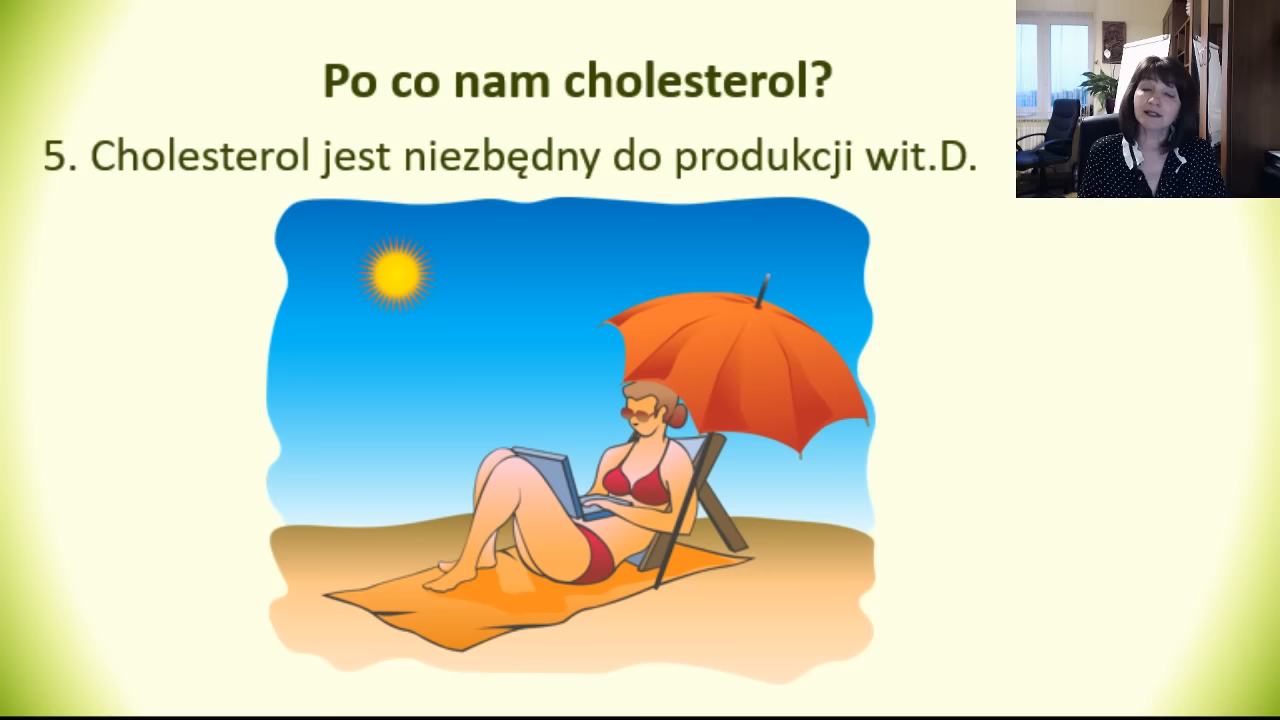 Po co nam cholesterol?
5. Cholesterol jest niezbędny do produkcji wit.D.